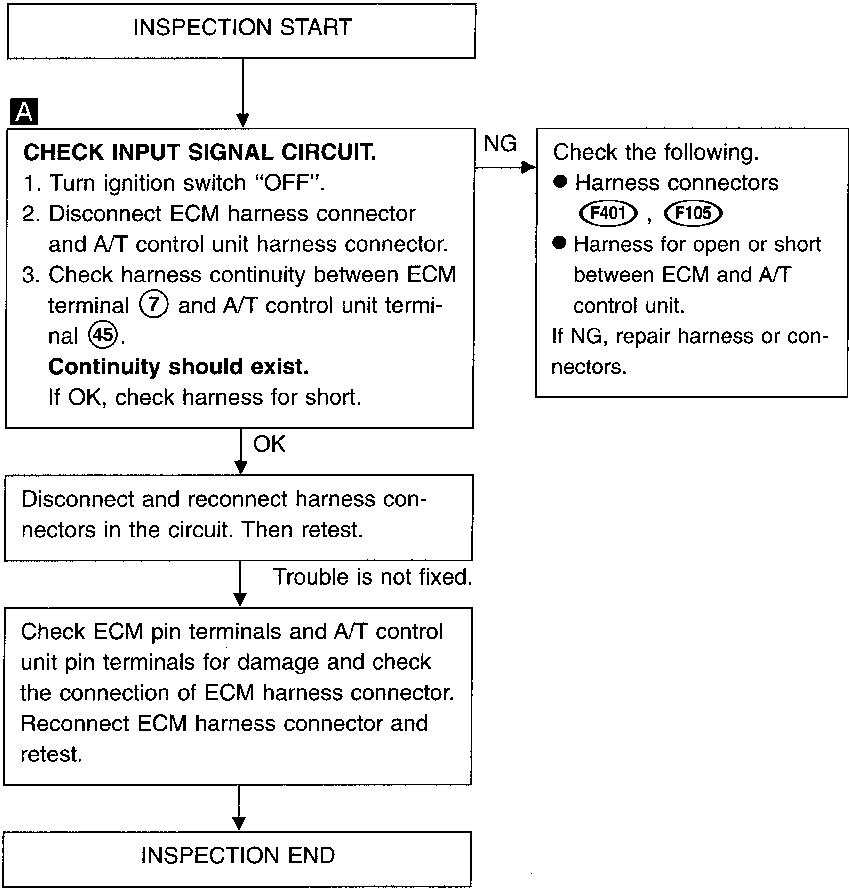 INSPECTION START
A
CHECK INPUT SIGNAL CIRCUIT.
1. Turn ignition switch “OFF”.
2. Disconnect ECM harness connector
and A/T control unit harness connector.
3. Check harness continuity between ECM
terminal 7 and A/T control unit termi-
nal 45.
Continuity should exist.
If OK, check harness for short.
NG
Check the following.
● Harness connectors
F401 , F105
● Harness for open or short
between ECM and A/T
control unit.
If NG, repair harness or con-
nectors.
OK
Disconnect and reconnect harness con-
nectors in the circuit. Then retest.
Trouble is not fixed.
Check ECM pin terminals and A/T control
unit pin terminals for damage and check
the connection of ECM harness connector.
Reconnect ECM harness connector and
retest.
INSPECTION END